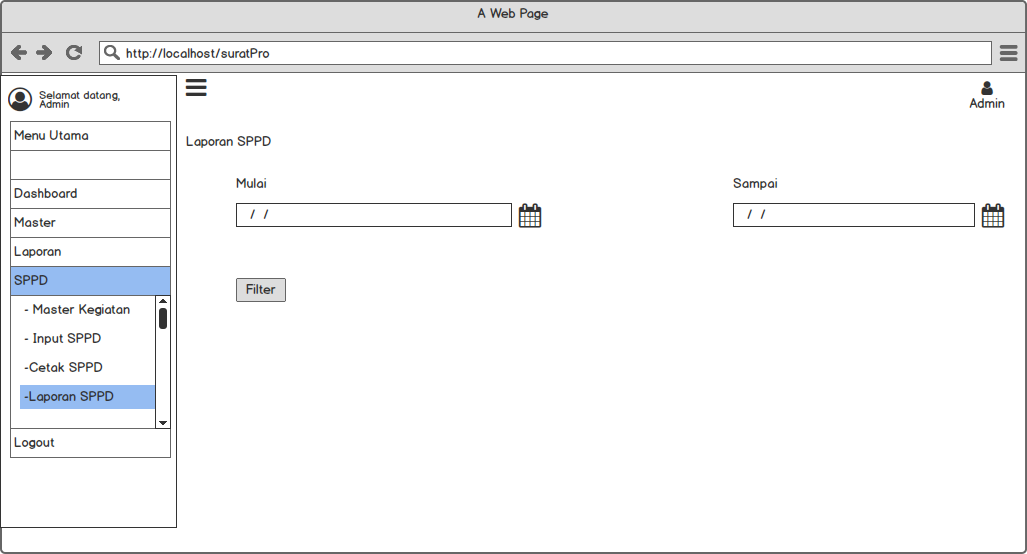 A Web Page
http://localhost/suratPro
Selamat datang,
Admin
Admin
Menu Utama
Dashboard
Master
Laporan
SPPD
- Master Kegiatan
- Input SPPD
-Cetak SPPD
-Laporan SPPD
Logout
Laporan SPPD
Mulai
/ /
Sampai
/ /
Filter